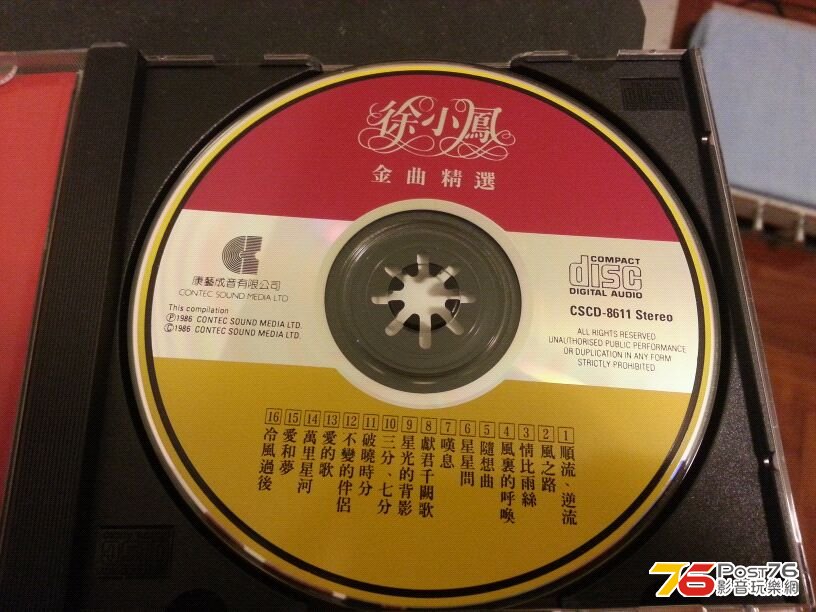 徐小鳳
金曲精選
康藝成音有限公司
CONTEC SOUND MEDIA LTD
This compilation
Ⓟ1986 CONTEC SOUND MEDIA LTD.
©1986 CONTEC SOUND MEDIA LTD.
COMPACT
disc
DIGITAL AUDIO
CSCD-8611 Stereo
ALL RIGHTS RESERVED
UNAUTHORISED PUBLIC PERFORMANCE
OR DUPLICATION IN ANY FORM
STRICTLY PROHIBITED
1 順流、逆流
2 風之路
3 情比雨絲
4 風裏的呼喚
5 隨想曲
6 星星問
7 嘆息
8 獻君千闋歌
9 星光的背影
10 三分、七分
11 破曉時分
12 不變的伴侶
13 愛的歌
14 萬里星河
15 愛和夢
16 冷風過後
76 Post76
影音玩樂網